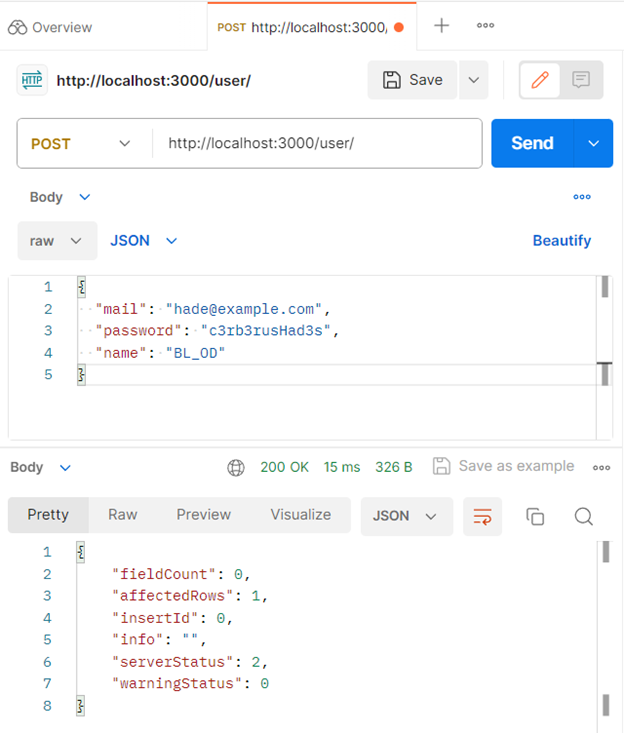 Overview
POST http://localhost:3000,
HTTP http://localhost:3000/user/
Save
POST http://localhost:3000/user/
Send
Body
raw JSON Beautify
1 {
2 "mail": "hade@example.com",
3 "password": "c3rb3rusHad3s",
4 "name": "BL_OD"
5 }
Body 200 OK 15 ms 326 B Save as example
Pretty Raw Preview Visualize JSON
1 {
2 "fieldCount": 0,
3 "affectedRows": 1,
4 "insertId": 0,
5 "info": "",
6 "serverStatus": 2,
7 "warningStatus": 0
8 }